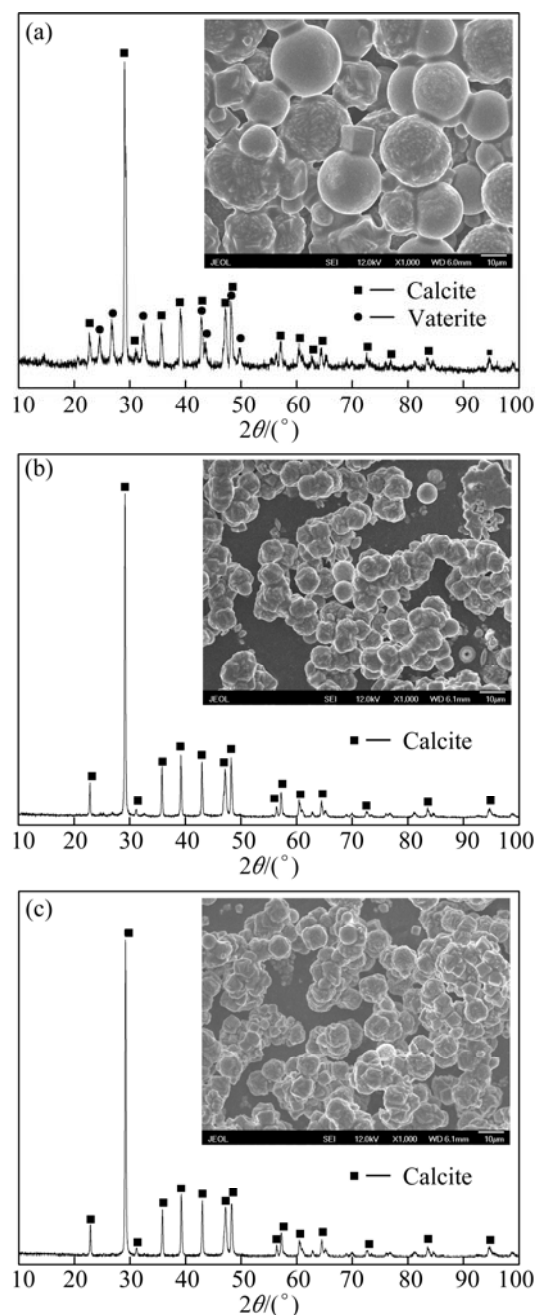 (a)
JEOL SEI 12.0kV X1,000 WD 6.0mm 10μm
■ — Calcite
● — Vaterite
10 20 30 40 50 60 70 80 90 100
2θ/(°)
(b)
JEOL SEI 12.0kV X1,000 WD 6.1mm 10μm
■ — Calcite
10 20 30 40 50 60 70 80 90 100
2θ/(°)
(c)
JEOL SEI 12.0kV X1,000 WD 6.1mm 10μm
■ — Calcite
10 20 30 40 50 60 70 80 90 100
2θ/(°)